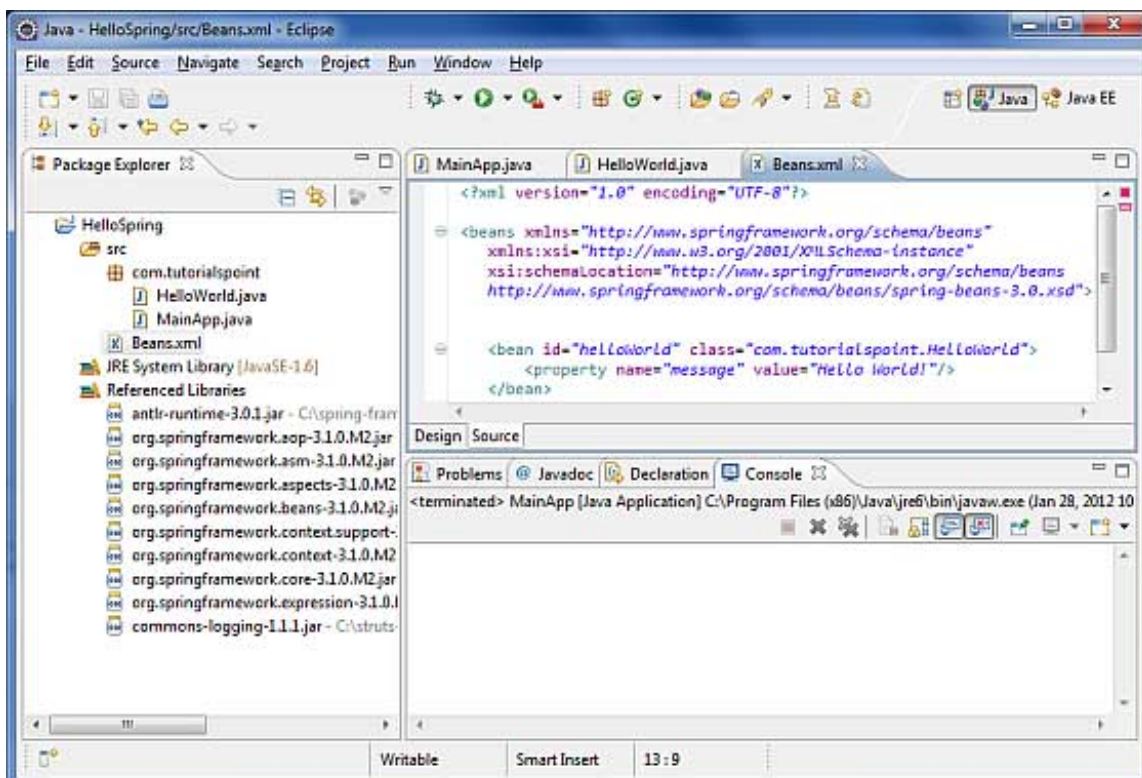 Java - HelloSpring/src/Beans.xml - Eclipse
File Edit Source Navigate Search Project Run Window Help
Java Java EE
Package Explorer
HelloSpring
src
com.tutorialspoint
HelloWorld.java
MainApp.java
Beans.xml
JRE System Library [JavaSE-1.6]
Referenced Libraries
antlr-runtime-3.0.1.jar - C:\spring-fram
org.springframework.aop-3.1.0.M2.jar
org.springframework.asm-3.1.0.M2.jar
org.springframework.aspects-3.1.0.M2
org.springframework.beans-3.1.0.M2.ja
org.springframework.context.support-.
org.springframework.context-3.1.0.M2
org.springframework.core-3.1.0.M2.jar
org.springframework.expression-3.1.0.
commons-logging-1.1.1.jar - C:\struts-
MainApp.java HelloWorld.java Beans.xml
<?xml version="1.0" encoding="UTF-8"?>
<beans xmlns="http://www.springframework.org/schema/beans"
xmlns:xsi="http://www.w3.org/2001/XMLSchema-instance"
xsi:schemaLocation="http://www.springframework.org/schema/beans
http://www.springframework.org/schema/beans/spring-beans-3.0.xsd">
<bean id="helloWorld" class="com.tutorialspoint.HelloWorld">
<property name="message" value="Hello World!"/>
</bean>
Design Source
Problems @ Javadoc Declaration Console
<terminated> MainApp [Java Application] C:\Program Files (x86)\Java\jre6\bin\javaw.exe (Jan 28, 2012 10
Writable Smart Insert 13 : 9